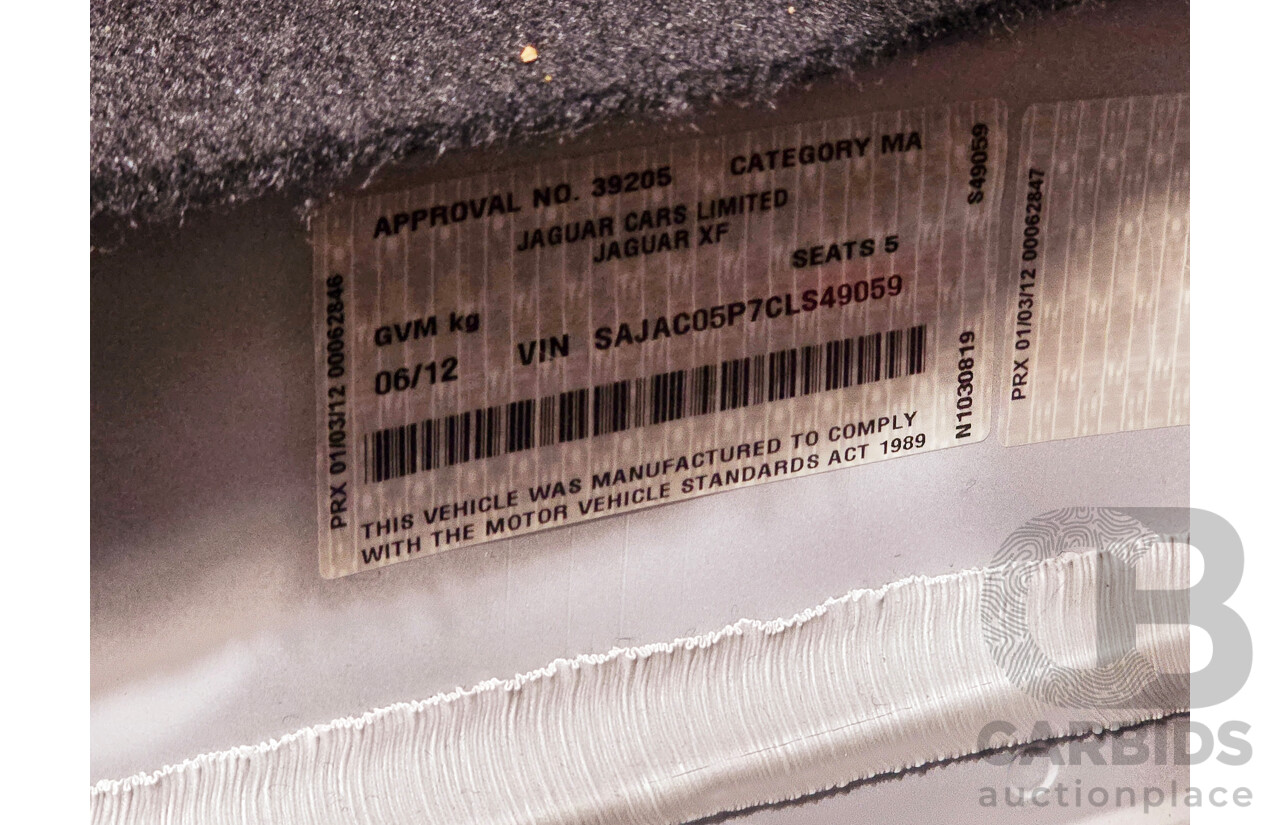 APPROVAL NO. 39205 CATEGORY MA
JAGUAR CARS LIMITED
JAGUAR XF
SEATS 5
GVM kg
06/12 VIN SAJAC05P7CLS49059
THIS VEHICLE WAS MANUFACTURED TO COMPLY
WITH THE MOTOR VEHICLE STANDARDS ACT 1989
PRX 01/03/12 00062846
S49059
N1030819
PRX 01/03/12 00062847
CARBIDS
auctionplace